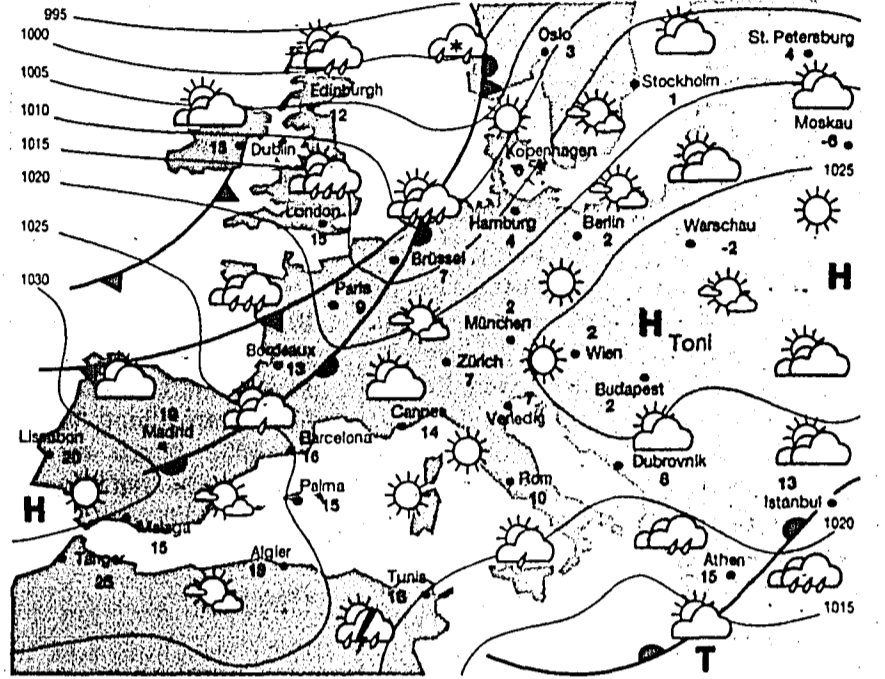 995
1000
1005
1010
1015
1020
1025
1030
Oslo
3
St. Petersburg
4
Stockholm
1
Edinburgh
12
Moskau
-6
Dublin
13
Kopenhagen
1025
London
15
Hamburg
4
Berlin
2
Warschau
-2
Brüssel
7
H
Paris
9
2
München
H
Toni
2
Wien
Bordeaux
13
Zürich
7
Budapest
2
Venedig
7
Cannes
14
Lissabon
20
Madrid
Barcelona
16
Dubrovnik
8
13
Istanbul
H
Palma
15
Rom
10
1020
Malaga
15
Tanger
Algier
19
Tunis
Athen
15
1015
T